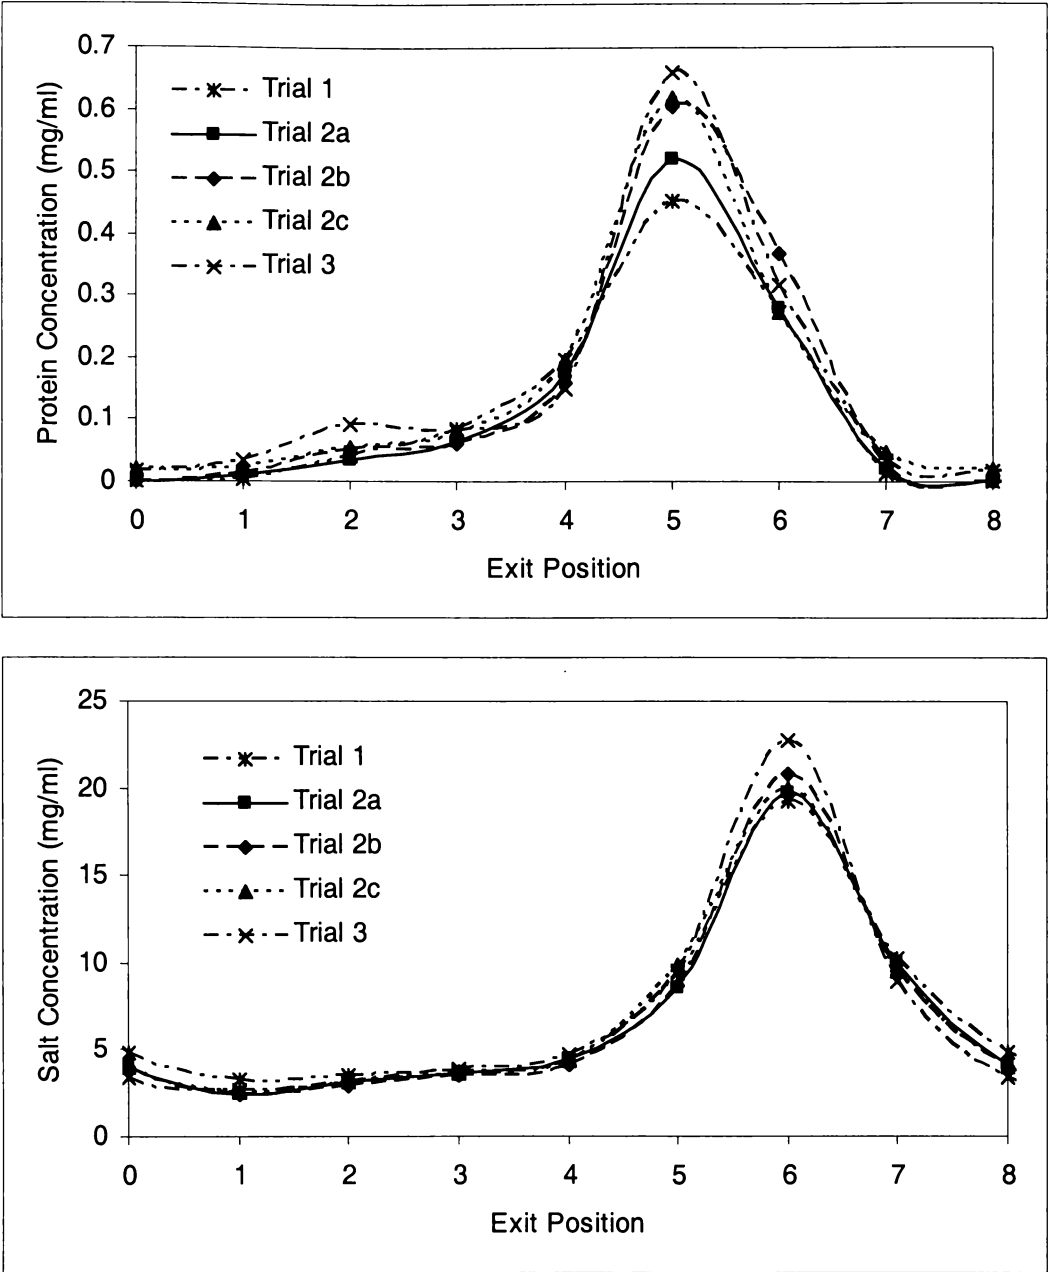 0.7
0.6
0.5
0.4
0.3
0.2
0.1
0
Protein Concentration (mg/ml)
Trial 1
Trial 2a
Trial 2b
Trial 2c
Trial 3
0 1 2 3 4 5 6 7 8
Exit Position
25
20
15
10
5
0
Salt Concentration (mg/ml)
Trial 1
Trial 2a
Trial 2b
Trial 2c
Trial 3
0 1 2 3 4 5 6 7 8
Exit Position